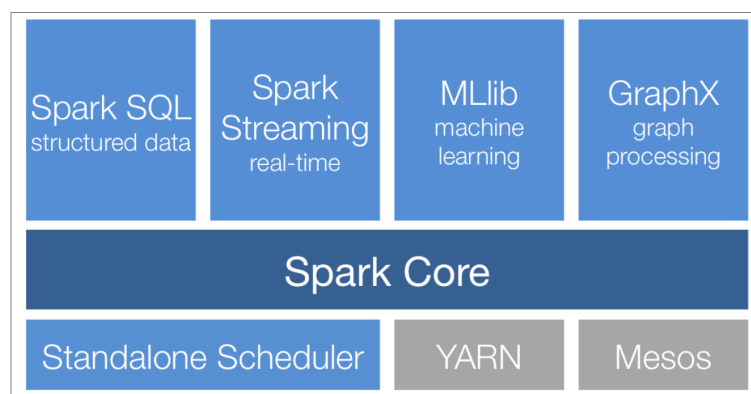 Spark SQL
structured data
Spark
Streaming
real-time
MLlib
machine
learning
GraphX
graph
processing
Spark Core
Standalone Scheduler
YARN
Mesos